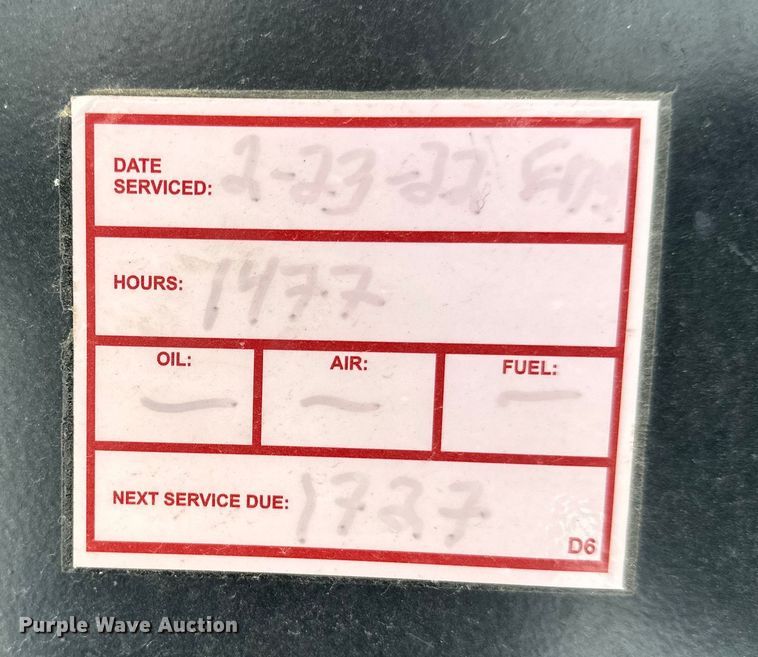 DATE
SERVICED: 2-23-22
HOURS: 1477
OIL: — AIR: — FUEL: —
NEXT SERVICE DUE: 1727
D6
Purple Wave Auction